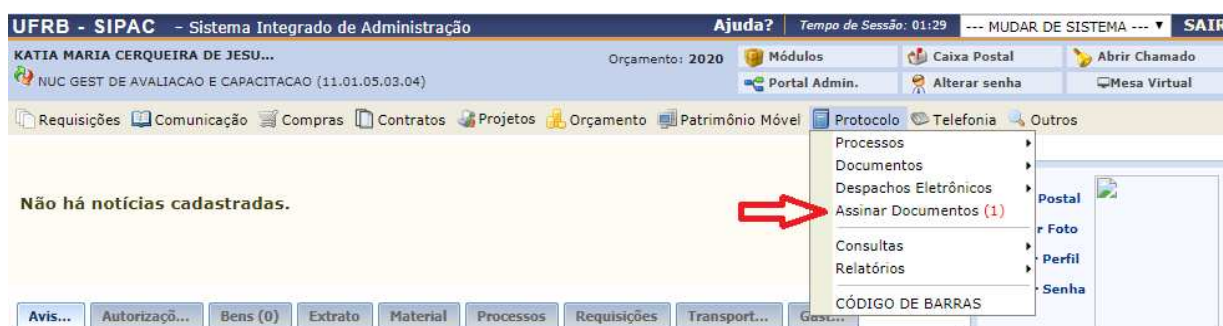 UFRB - SIPAC - Sistema Integrado de Administração Ajuda? Tempo de Sessão: 01:29 --- MUDAR DE SISTEMA --- SAIR
KATIA MARIA CERQUEIRA DE JESU... Orçamento: 2020 Módulos Caixa Postal Abrir Chamado
NUC GEST DE AVALIACAO E CAPACITACAO (11.01.05.03.04) Portal Admin. Alterar senha Mesa Virtual
Requisições Comunicação Compras Contratos Projetos Orçamento Patrimônio Móvel Protocolo Telefonia Outros
Processos
Documentos
Despachos Eletrônicos
Postal
Não há notícias cadastradas.
Assinar Documentos (1)
r Foto
Consultas
Perfil
Relatórios
Senha
CÓDIGO DE BARRAS
Avis... Autorizaçõ... Bens (0) Extrato Material Processos Requisições Transport...